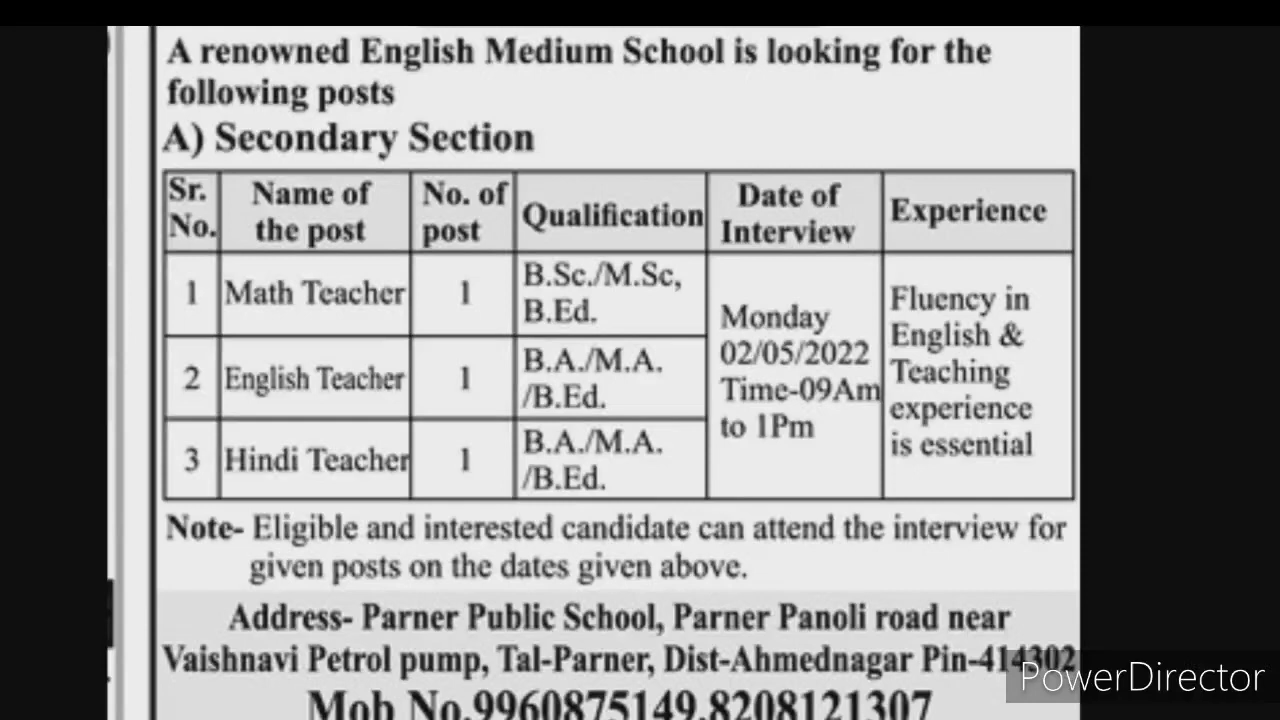 A renowned English Medium School is looking for the
following posts
A) Secondary Section
Sr. No. Name of the post No. of post Qualification Date of Interview Experience
1 Math Teacher 1 B.Sc./M.Sc, B.Ed. Monday 02/05/2022 Time-09Am to 1Pm Fluency in English & Teaching experience is essential
2 English Teacher 1 B.A./M.A. /B.Ed.
3 Hindi Teacher 1 B.A./M.A. /B.Ed.
Note- Eligible and interested candidate can attend the interview for
given posts on the dates given above.
Address- Parner Public School, Parner Panoli road near
Vaishnavi Petrol pump, Tal-Parner, Dist-Ahmednagar Pin-414302
Mob No.9960875149,8208121307
PowerDirector